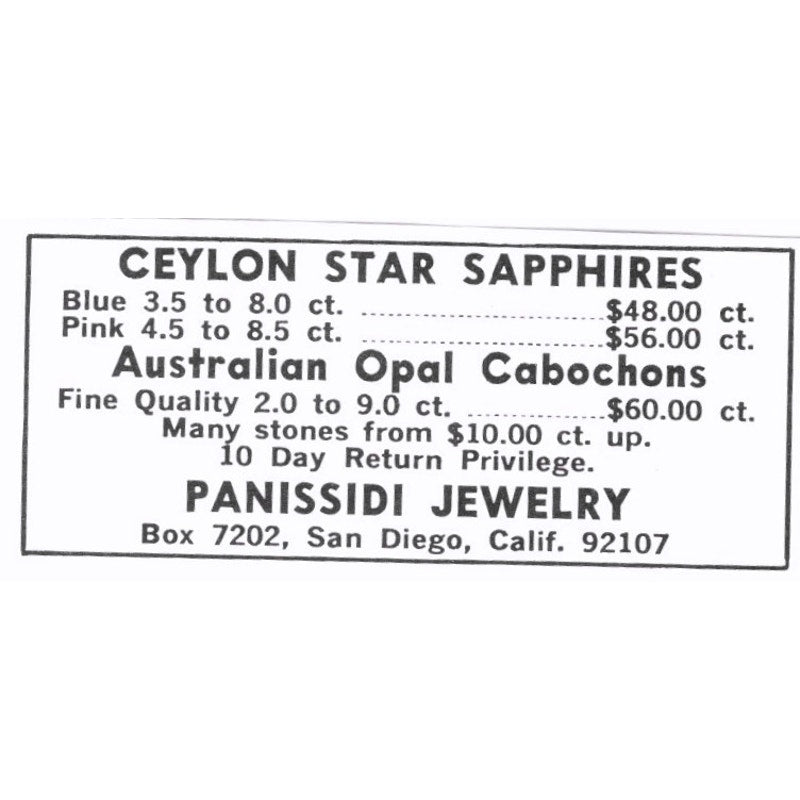 CEYLON STAR SAPPHIRES
Blue 3.5 to 8.0 ct. ............................$48.00 ct.
Pink 4.5 to 8.5 ct. ............................$56.00 ct.
Australian Opal Cabochons
Fine Quality 2.0 to 9.0 ct. ................$60.00 ct.
Many stones from $10.00 ct. up.
10 Day Return Privilege.
PANISSIDI JEWELRY
Box 7202, San Diego, Calif. 92107